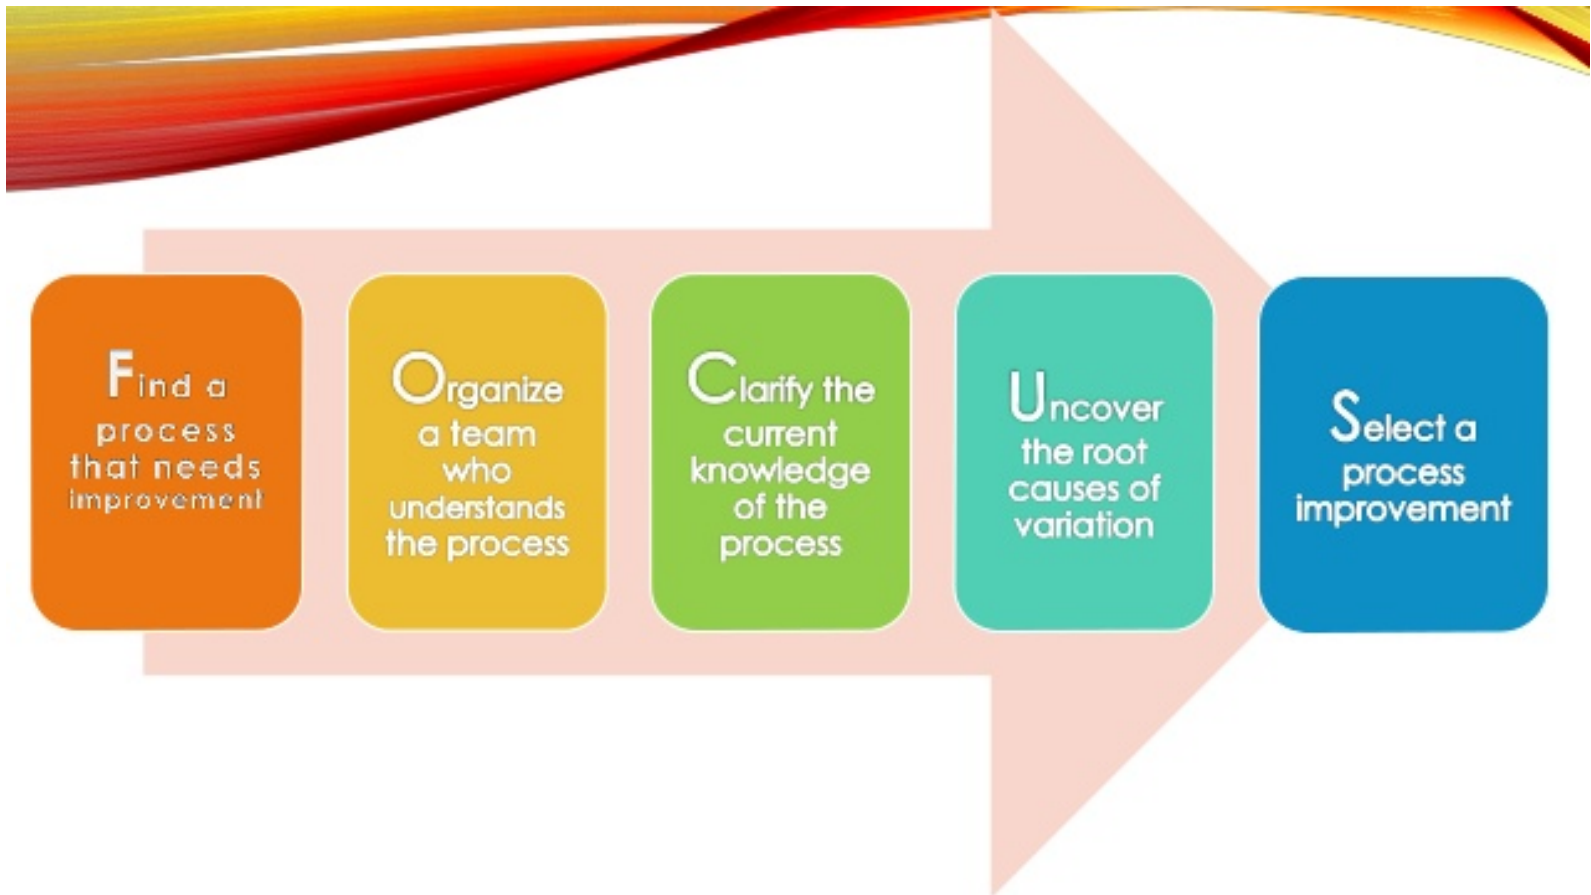 Find a
process
that needs
improvement
Organize
a team
who
understands
the process
Clarify the
current
knowledge
of the
process
Uncover
the root
causes of
variation
Select a
process
improvement